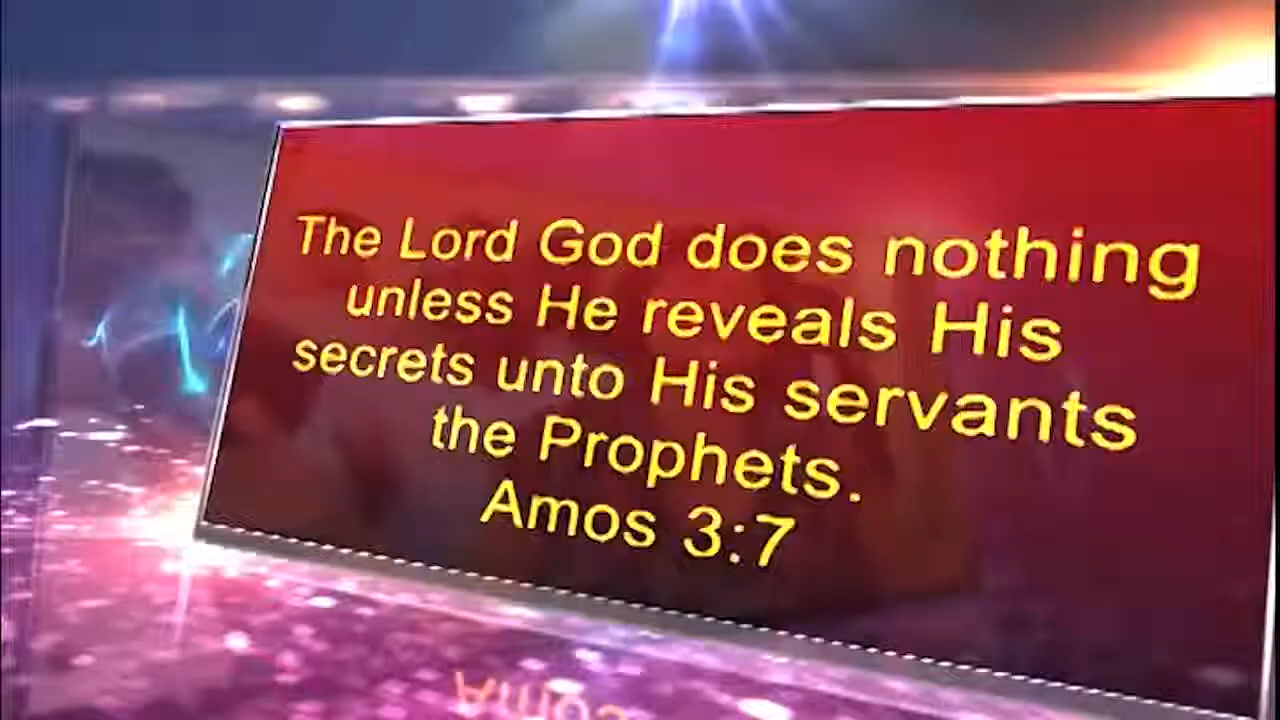 The Lord God does nothing
unless He reveals His
secrets unto His servants
the Prophets.
Amos 3:7